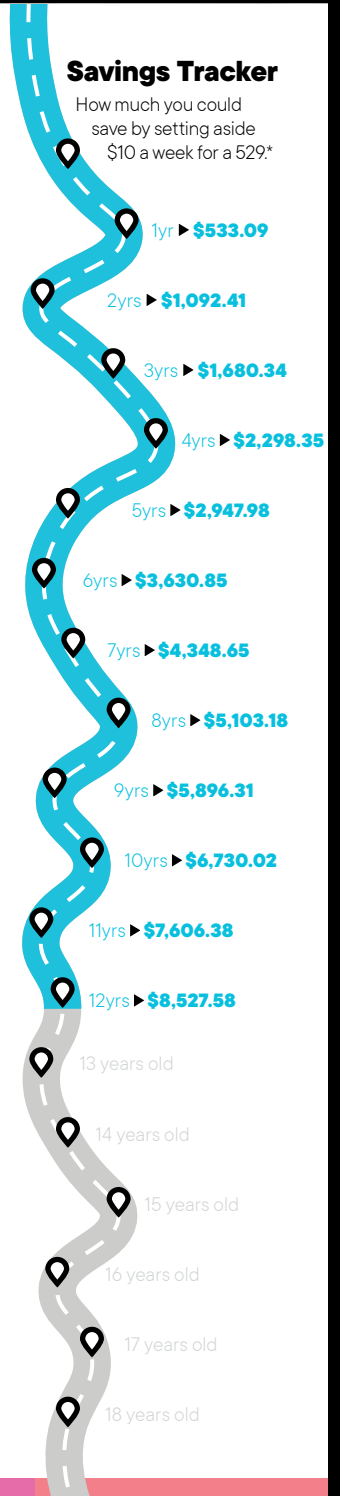 Savings Tracker
How much you could
save by setting aside
$10 a week for a 529.*
1yr ▶ $533.09
2yrs ▶ $1,092.41
3yrs ▶ $1,680.34
4yrs ▶ $2,298.35
5yrs ▶ $2,947.98
6yrs ▶ $3,630.85
7yrs ▶ $4,348.65
8yrs ▶ $5,103.18
9yrs ▶ $5,896.31
10yrs ▶ $6,730.02
11yrs ▶ $7,606.38
12yrs ▶ $8,527.58
13 years old
14 years old
15 years old
16 years old
17 years old
18 years old